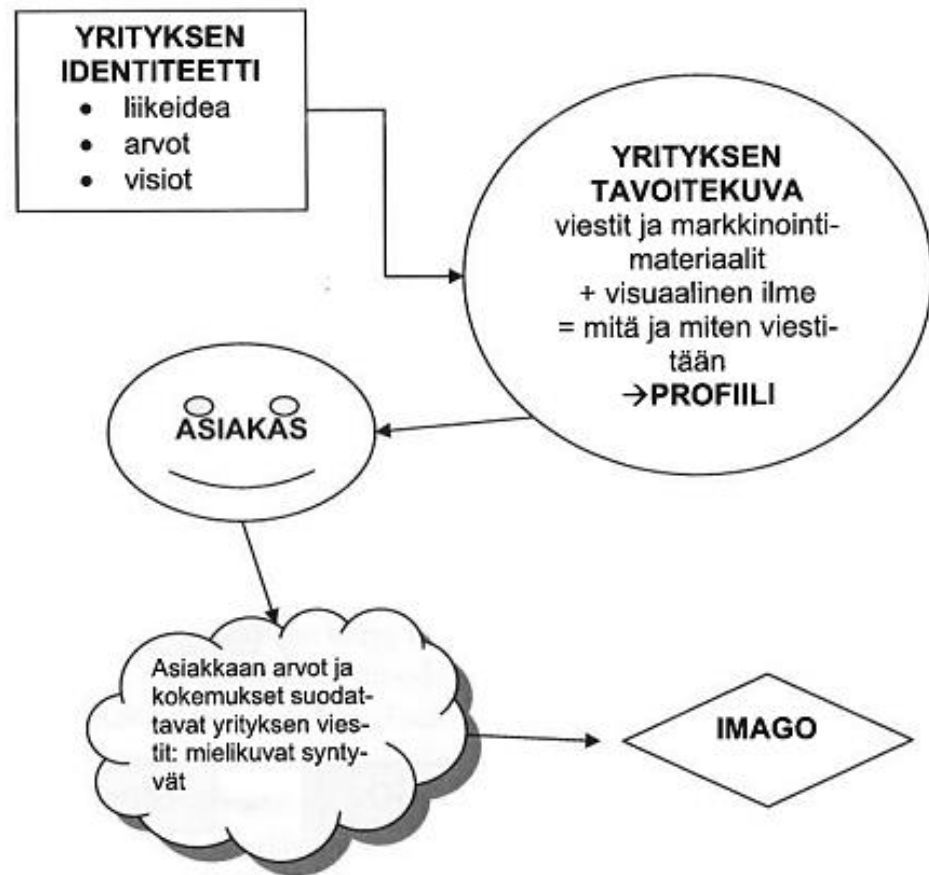 YRITYKSEN
IDENTITEETTI
• liikeidea
• arvot
• visiot
YRITYKSEN
TAVOITEKUVA
viestit ja markkinointi-
materiaalit
+ visuaalinen ilme
= mitä ja miten viesti-
tään
→PROFIILI
ASIAKAS
Asiakkaan arvot ja
kokemukset suodat-
tavat yrityksen vies-
tit: mielikuvat synty-
vät
IMAGO